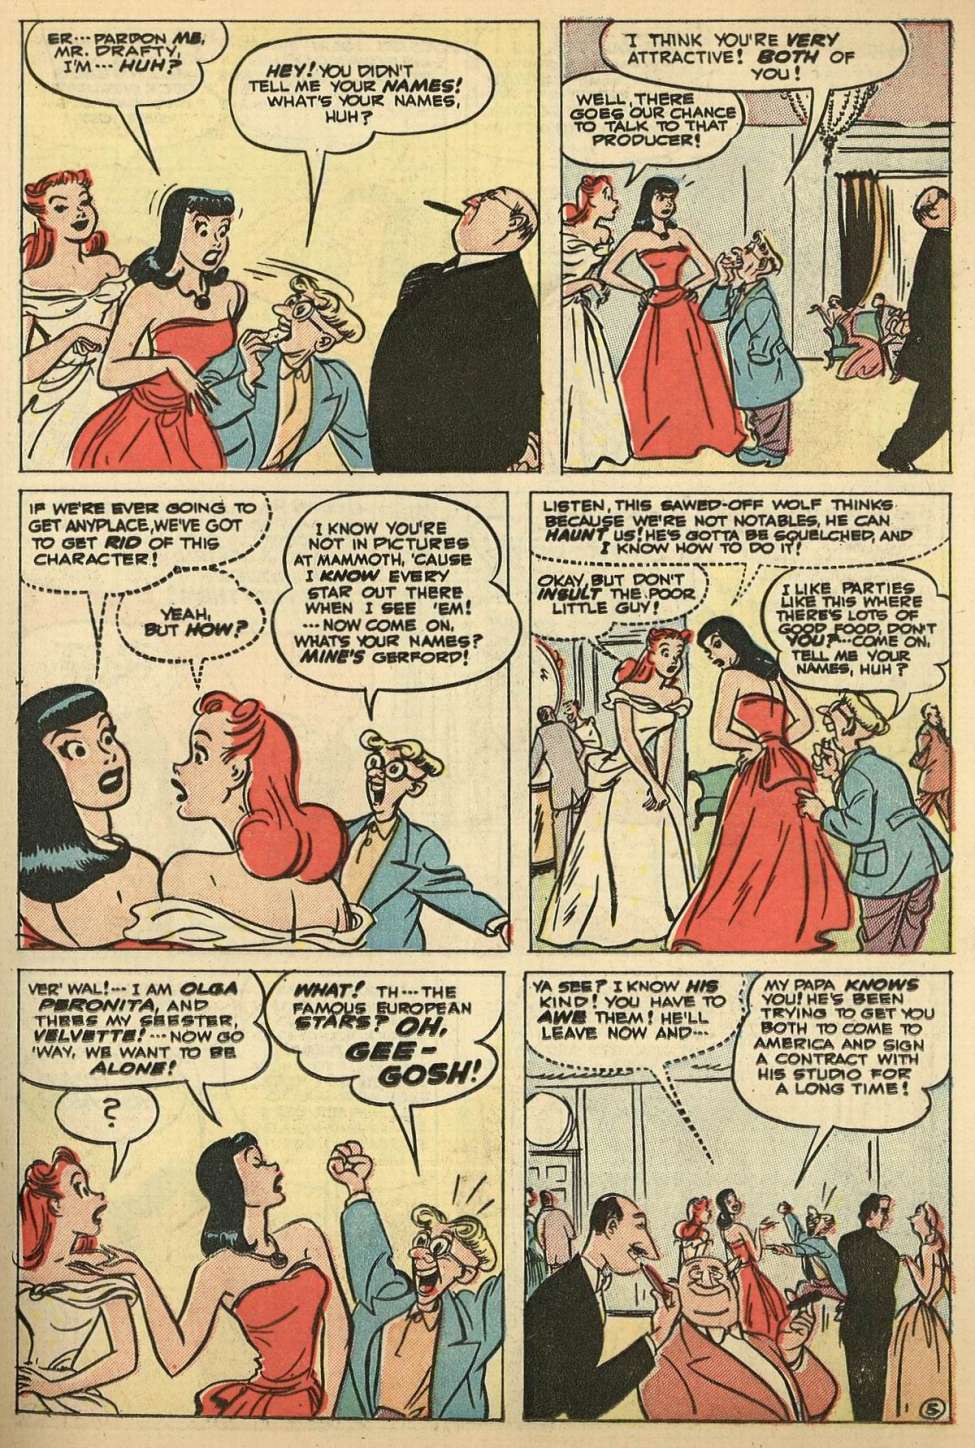 ER---PARDON ME,
MR. DRAFTY,
I'M--- HUH?
HEY! YOU DIDN'T
TELL ME YOUR NAMES!
WHAT'S YOUR NAMES,
HUH?
I THINK YOU'RE VERY
ATTRACTIVE! BOTH OF
YOU!
WELL, THERE
GOES OUR CHANCE
TO TALK TO THAT
PRODUCER!
IF WE'RE EVER GOING TO
GET ANYPLACE, WE'VE GOT
TO GET RID OF THIS
CHARACTER!
YEAH,
BUT HOW?
I KNOW YOU'RE
NOT IN PICTURES
AT MAMMOTH, 'CAUSE
I KNOW EVERY
STAR OUT THERE
WHEN I SEE 'EM!
---NOW COME ON,
WHAT'S YOUR NAMES?
MINE'S GERFORD!
LISTEN, THIS SAWED-OFF WOLF THINKS
BECAUSE WE'RE NOT NOTABLES, HE CAN
HAUNT US! HE'S GOTTA BE SQUELCHED, AND
I KNOW HOW TO DO IT!
OKAY, BUT DON'T
INSULT THE POOR
LITTLE GUY!
I LIKE PARTIES
LIKE THIS WHERE
THERE'S LOTS OF
GOOD FOOD, DON'T
YOU?---COME ON,
TELL ME YOUR
NAMES, HUH?
VER' WAL!--- I AM OLGA
PERONITA, AND
THEES MY SEESTER,
VELVETTE!---NOW GO
'WAY, WE WANT TO BE
ALONE!
?
WHAT! TH---THE
FAMOUS EUROPEAN
STARS? OH,
GEE-
GOSH!
YA SEE? I KNOW HIS
KIND! YOU HAVE TO
AWE THEM! HE'LL
LEAVE NOW AND---
MY PAPA KNOWS
YOU! HE'S BEEN
TRYING TO GET YOU
BOTH TO COME TO
AMERICA AND SIGN
A CONTRACT WITH
HIS STUDIO FOR
A LONG TIME!
5